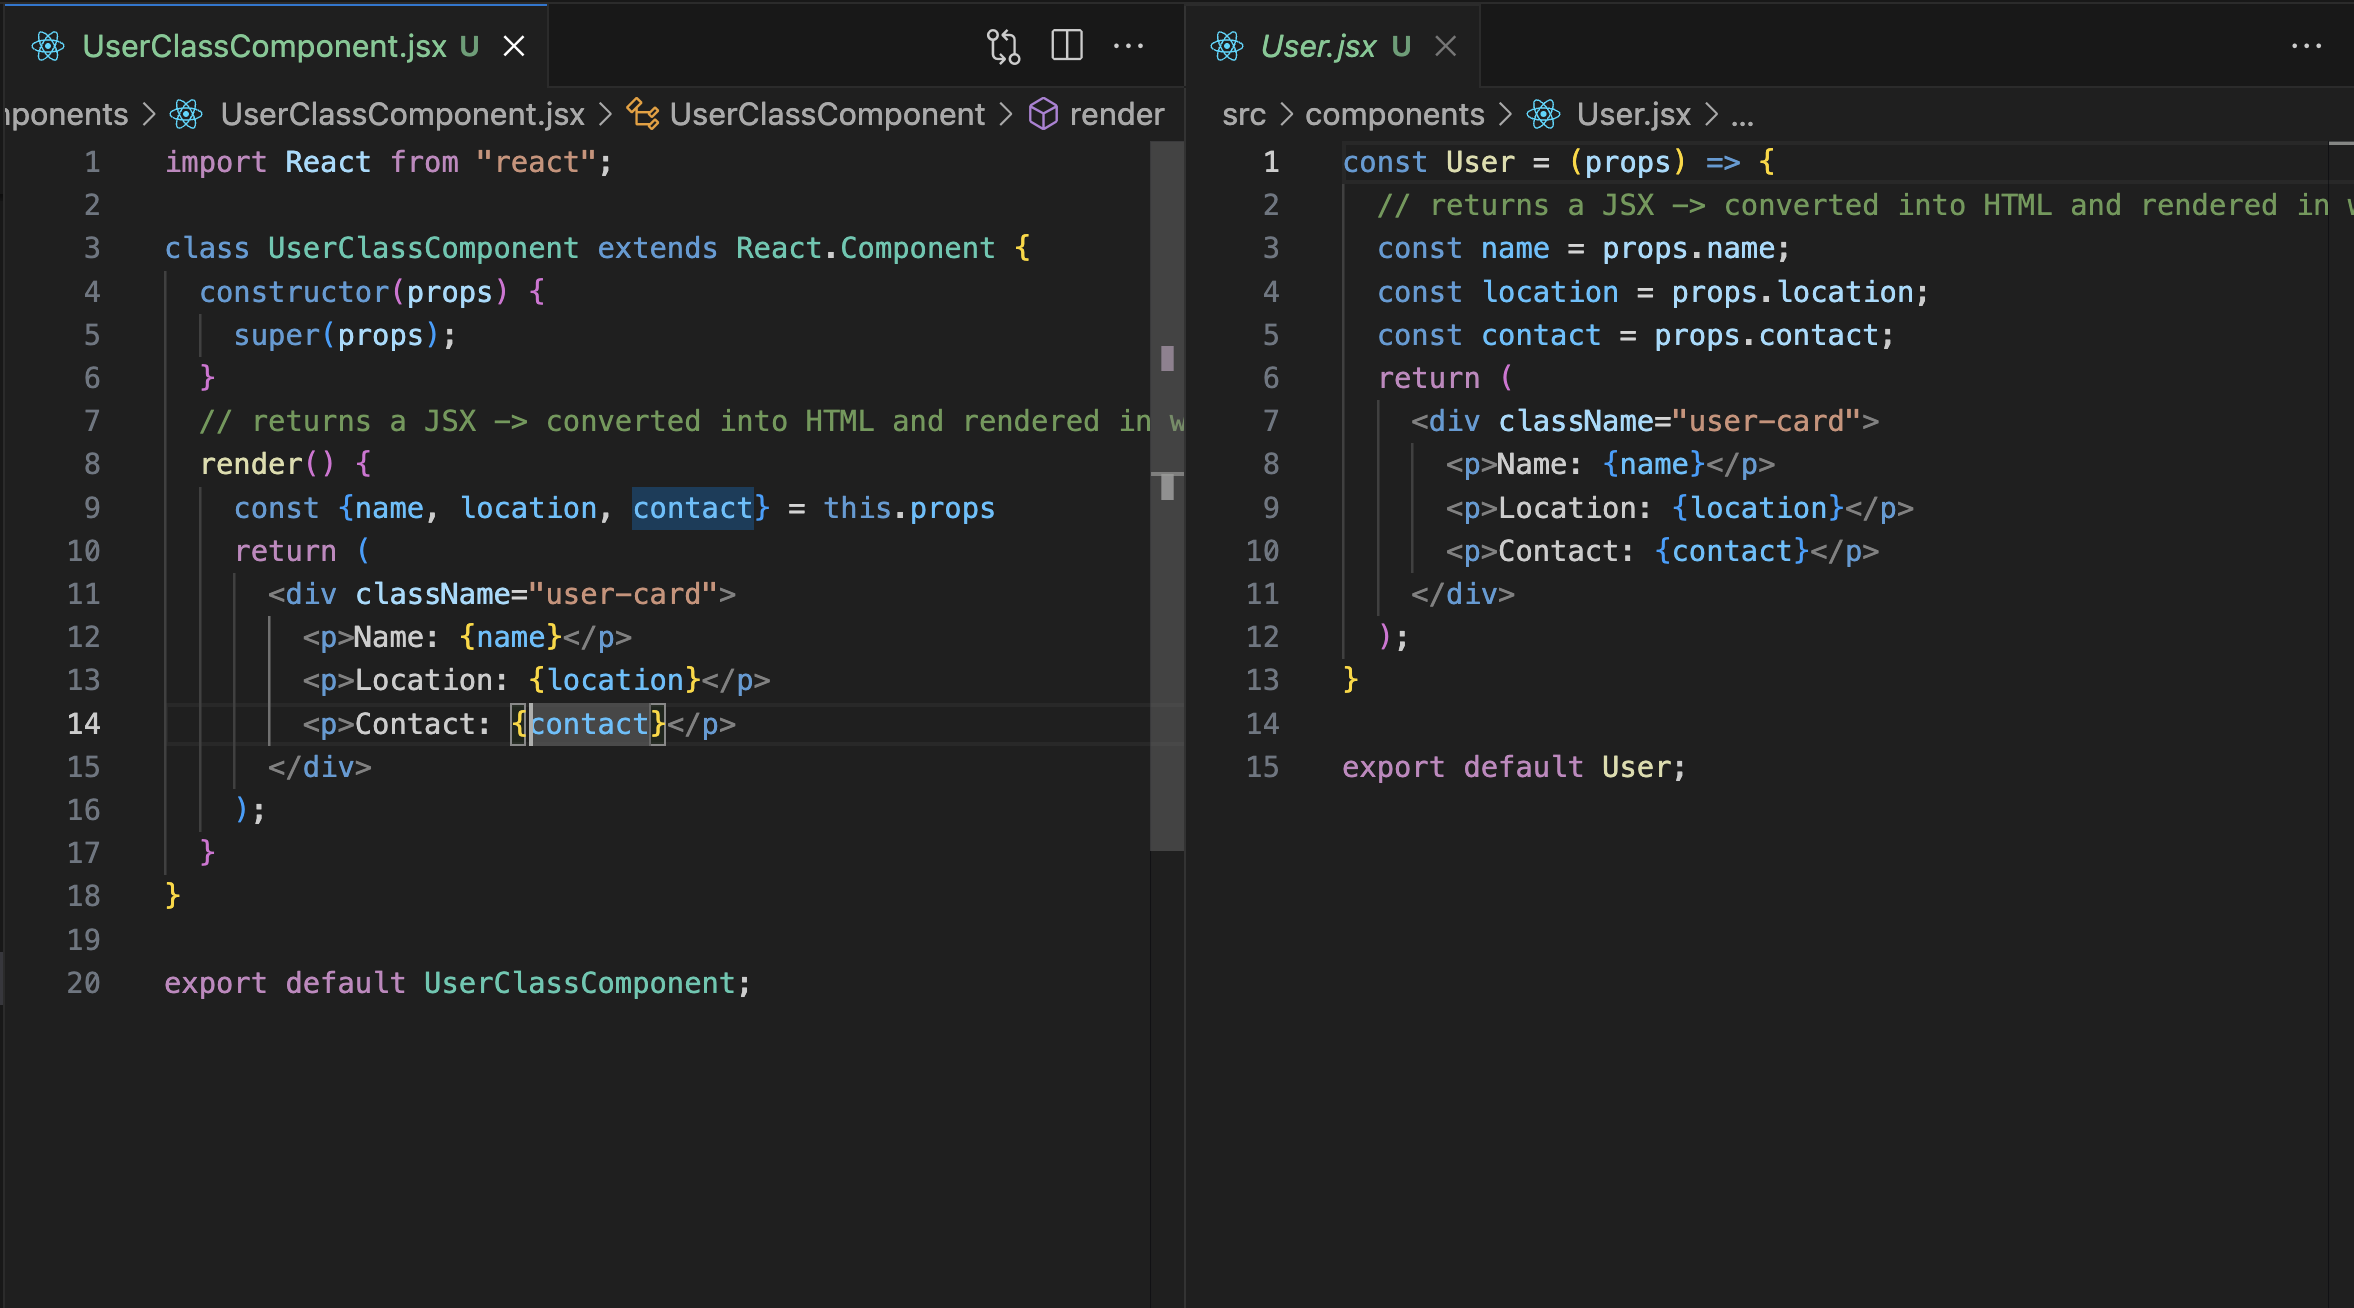 UserClassComponent.jsx U
UserClassComponent.jsx > UserClassComponent > render
1 import React from "react";
2
3 class UserClassComponent extends React.Component {
4 constructor(props) {
5 super(props);
6 }
7 // returns a JSX -> converted into HTML and rendered in
8 render() {
9 const {name, location, contact} = this.props
10 return (
11 <div className="user-card">
12 <p>Name: {name}</p>
13 <p>Location: {location}</p>
14 <p>Contact: {contact}</p>
15 </div>
16 );
17 }
18 }
19
20 export default UserClassComponent;
User.jsx U
src > components > User.jsx > ...
1 const User = (props) => {
2 // returns a JSX -> converted into HTML and rendered in
3 const name = props.name;
4 const location = props.location;
5 const contact = props.contact;
6 return (
7 <div className="user-card">
8 <p>Name: {name}</p>
9 <p>Location: {location}</p>
10 <p>Contact: {contact}</p>
11 </div>
12 );
13 }
14
15 export default User;